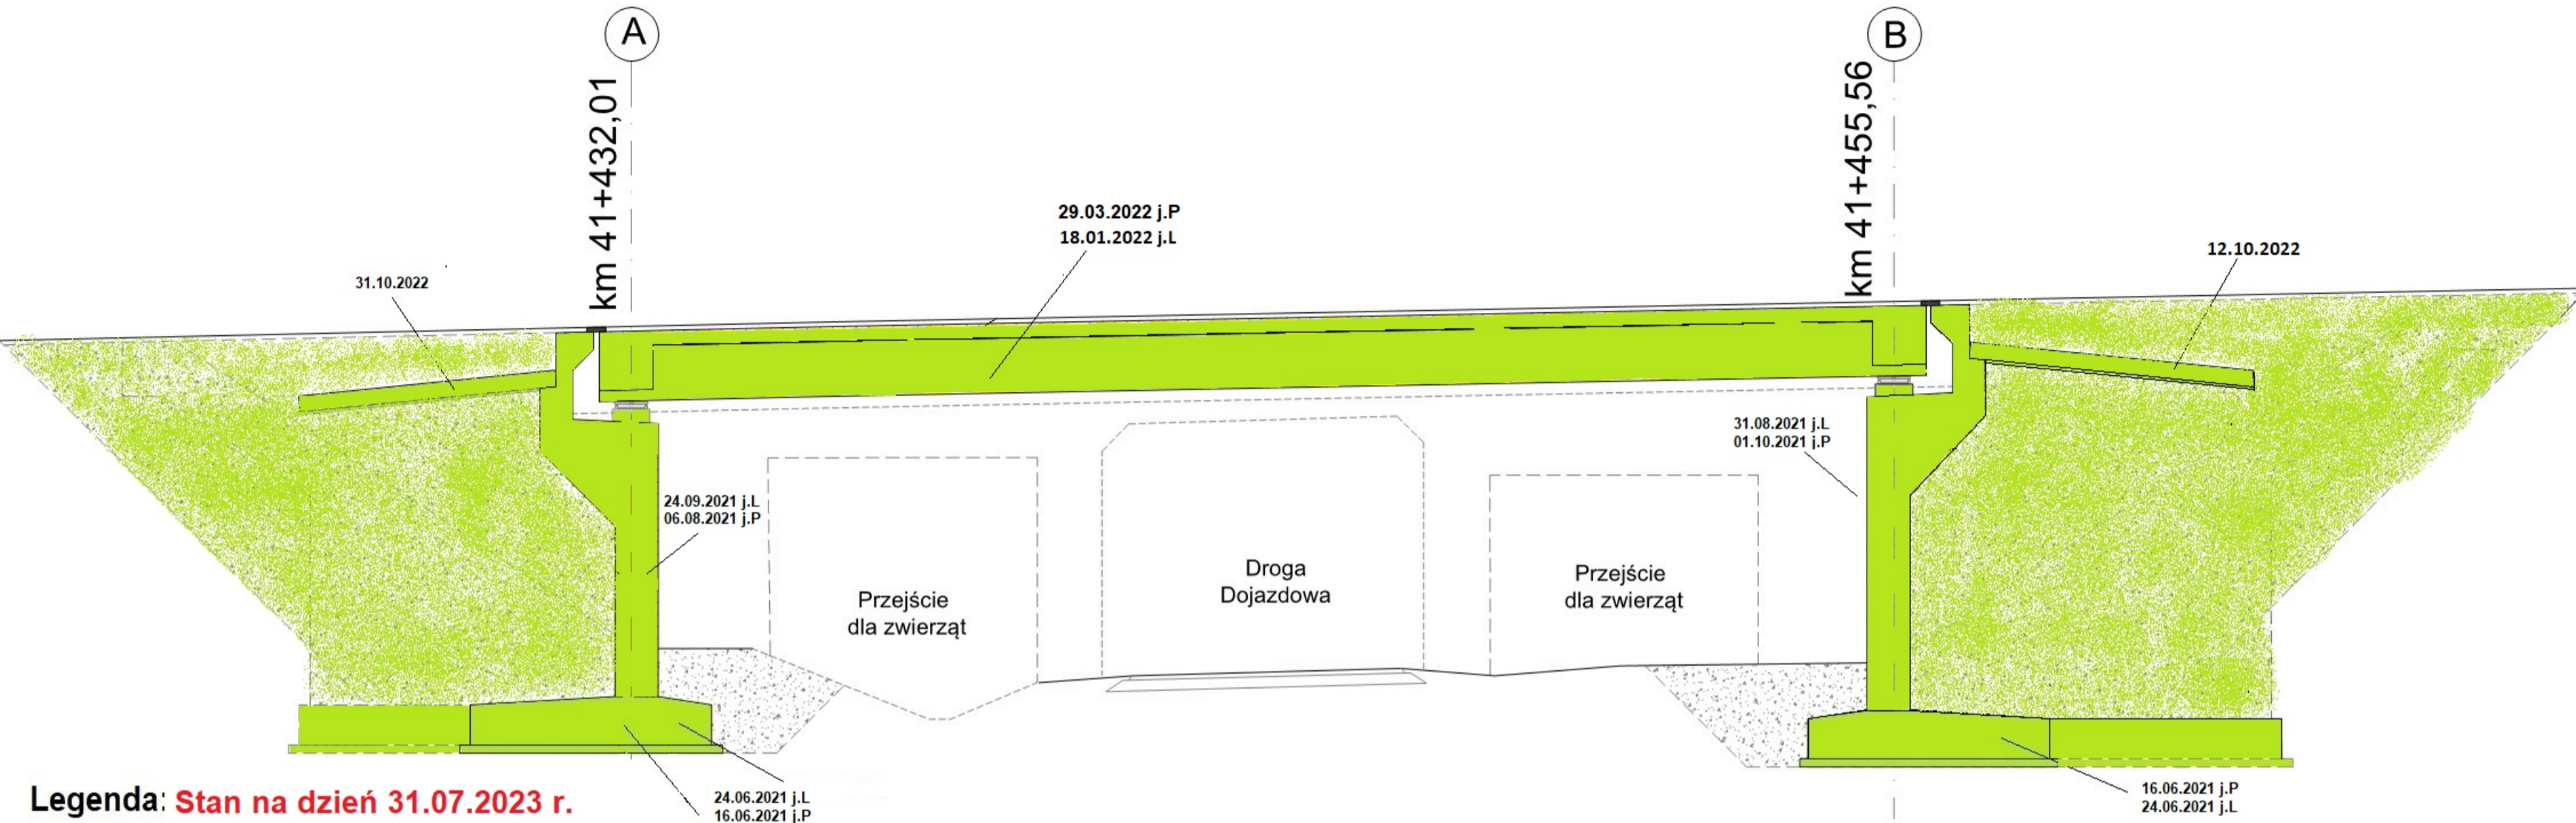 A
B
km 41+432,01
km 41+455,56
29.03.2022 j.P
18.01.2022 j.L
12.10.2022
31.10.2022
31.08.2021 j.L
01.10.2021 j.P
24.09.2021 j.L
06.08.2021 j.P
Przejście
dla zwierząt
Droga
Dojazdowa
Przejście
dla zwierząt
24.06.2021 j.L
16.06.2021 j.P
16.06.2021 j.P
24.06.2021 j.L
Legenda: Stan na dzień 31.07.2023 r.